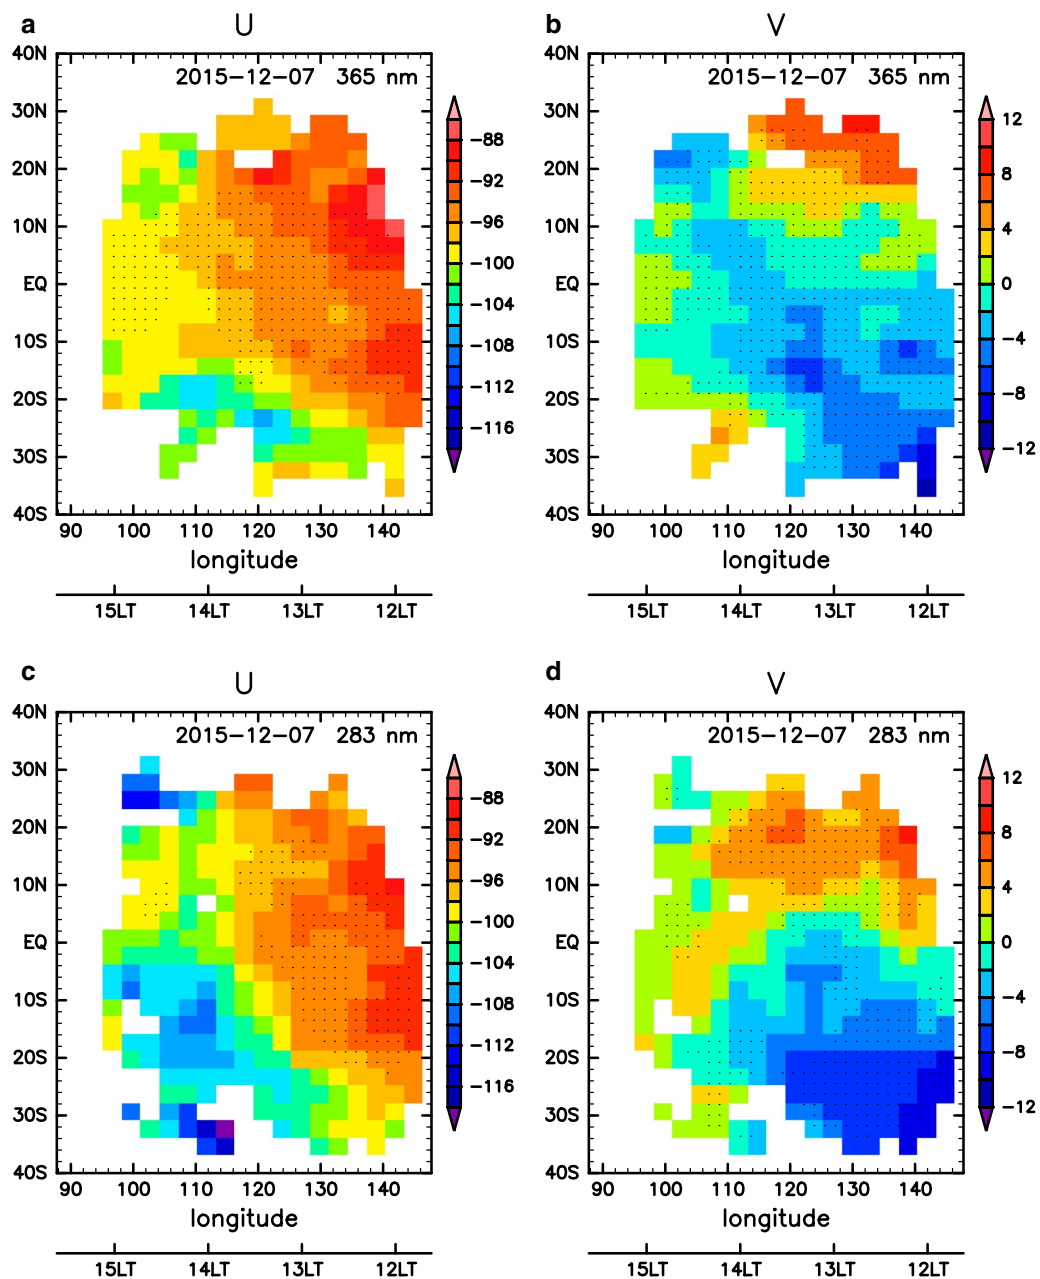 a
U
2015-12-07 365 nm
40N
30N
20N
10N
EQ
10S
20S
30S
40S
90 100 110 120 130 140
longitude
15LT 14LT 13LT 12LT
-88
-92
-96
-100
-104
-108
-112
-116
b
V
2015-12-07 365 nm
40N
30N
20N
10N
EQ
10S
20S
30S
40S
90 100 110 120 130 140
longitude
15LT 14LT 13LT 12LT
12
8
4
0
-4
-8
-12
c
U
2015-12-07 283 nm
40N
30N
20N
10N
EQ
10S
20S
30S
40S
90 100 110 120 130 140
longitude
15LT 14LT 13LT 12LT
-88
-92
-96
-100
-104
-108
-112
-116
d
V
2015-12-07 283 nm
40N
30N
20N
10N
EQ
10S
20S
30S
40S
90 100 110 120 130 140
longitude
15LT 14LT 13LT 12LT
12
8
4
0
-4
-8
-12